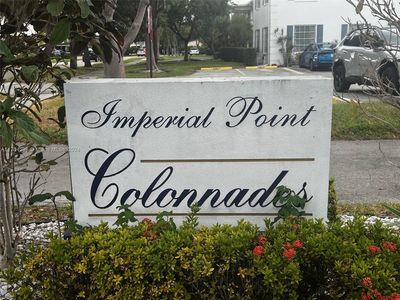 Imperial Point
Colonnades